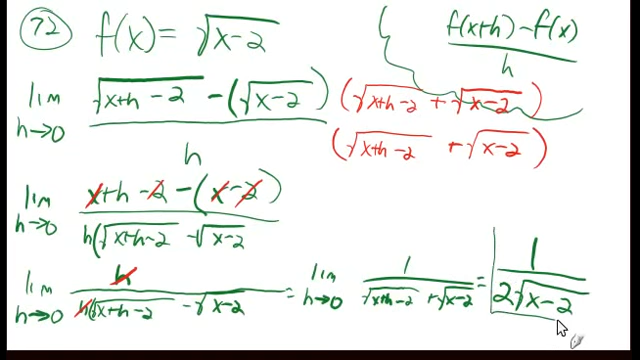 72 f(x) = √x-2
f(x+h) - f(x) / h
lim h→0 √x+h-2 - (√x-2) / h (√x+h-2 + √x-2) / (√x+h-2 + √x-2)
lim h→0 x+h-2-(x-2) / h(√x+h-2 - √x-2
lim h→0 h / h(√x+h-2 - √x-2 = lim h→0 1 / √x+h-2 + √x-2 = 1 / 2√x-2